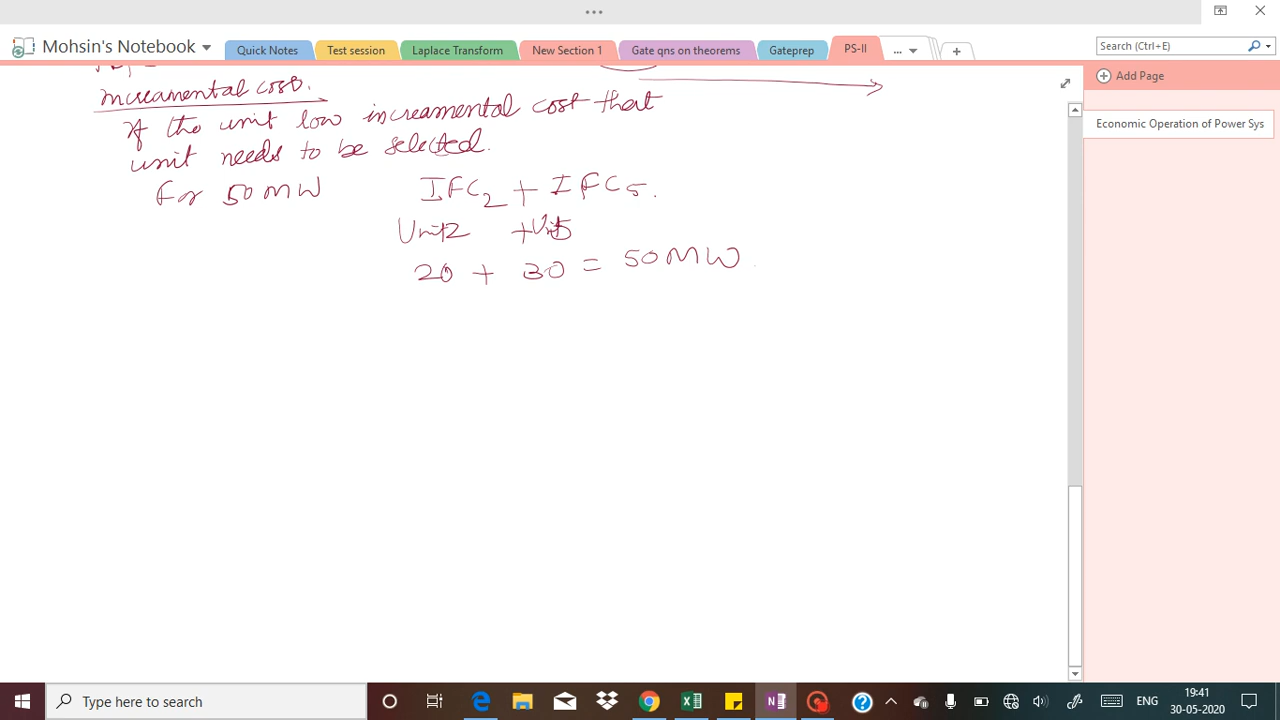 Mohsin's Notebook
Quick Notes
Test session
Laplace Transform
New Section 1
Gate qns on theorems
Gateprep
PS-II
...
Search (Ctrl+E)
Add Page
Economic Operation of Power Sys
increamental cost.
If the unit low increamental cost that
unit needs to be selected.
For 50 MW IFC2 + IFC5.
Unit2 + Unit5
20 + 30 = 50 MW
Type here to search
ENG
19:41
30-05-2020